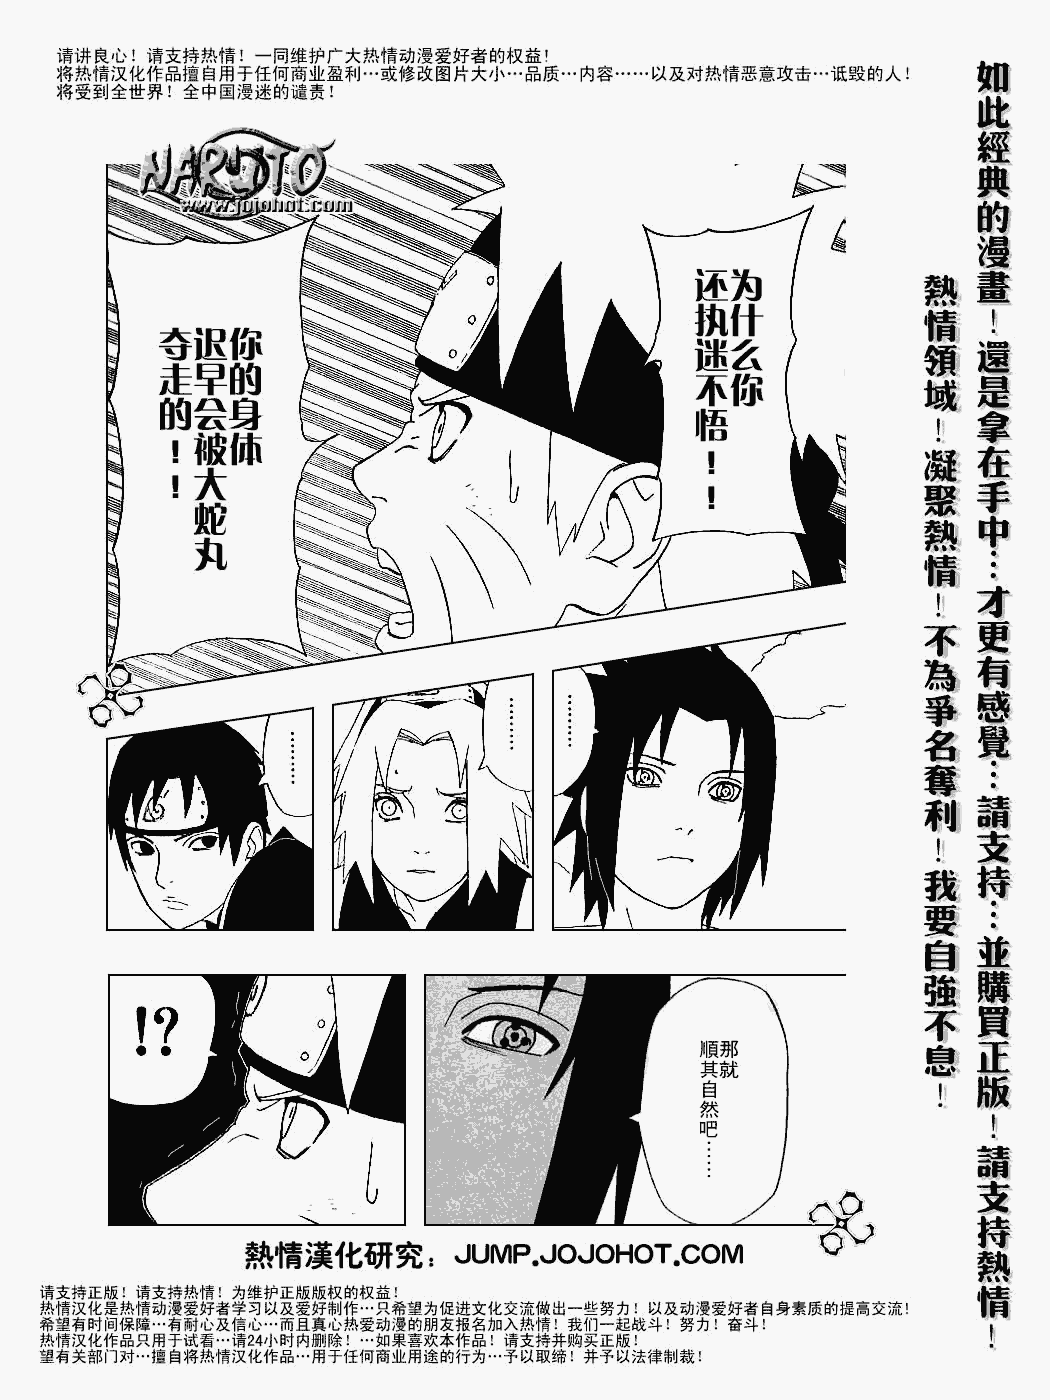 请讲良心！请支持热情！一同维护广大热情动漫爱好者的权益！
将热情汉化作品擅自用于任何商业盈利…或修改图片大小…品质…内容……以及对热情恶意攻击…诋毁的人！
将受到全世界！全中国漫迷的谴责！
NARUTO
www.jojohot.com
如此經典的漫畫！還是拿在手中…才更有感覺…請支持…並購買正版！請支持熱情！
熱情領域！凝聚熱情！不為爭名奪利！我要自強不息！
为什么你
还执迷不悟！！
你的身体
迟早会被大蛇丸
夺走的！！
………
………
………
那就
順其自然吧……
!?
熱情漢化研究：JUMP.JOJOHOT.COM
请支持正版！请支持热情！为维护正版版权的权益！
热情汉化是热情动漫爱好者学习以及爱好制作…只希望为促进文化交流做出一些努力！以及动漫爱好者自身素质的提高交流！
希望有时间保障…有耐心及信心…而且真心热爱动漫的朋友报名加入热情！我们一起战斗！努力！奋斗！
热情汉化作品只用于试看…请24小时内删除！…如果喜欢本作品！请支持并购买正版！
望有关部门对…擅自将热情汉化作品…用于任何商业用途的行为…予以取缔！并予以法律制裁！